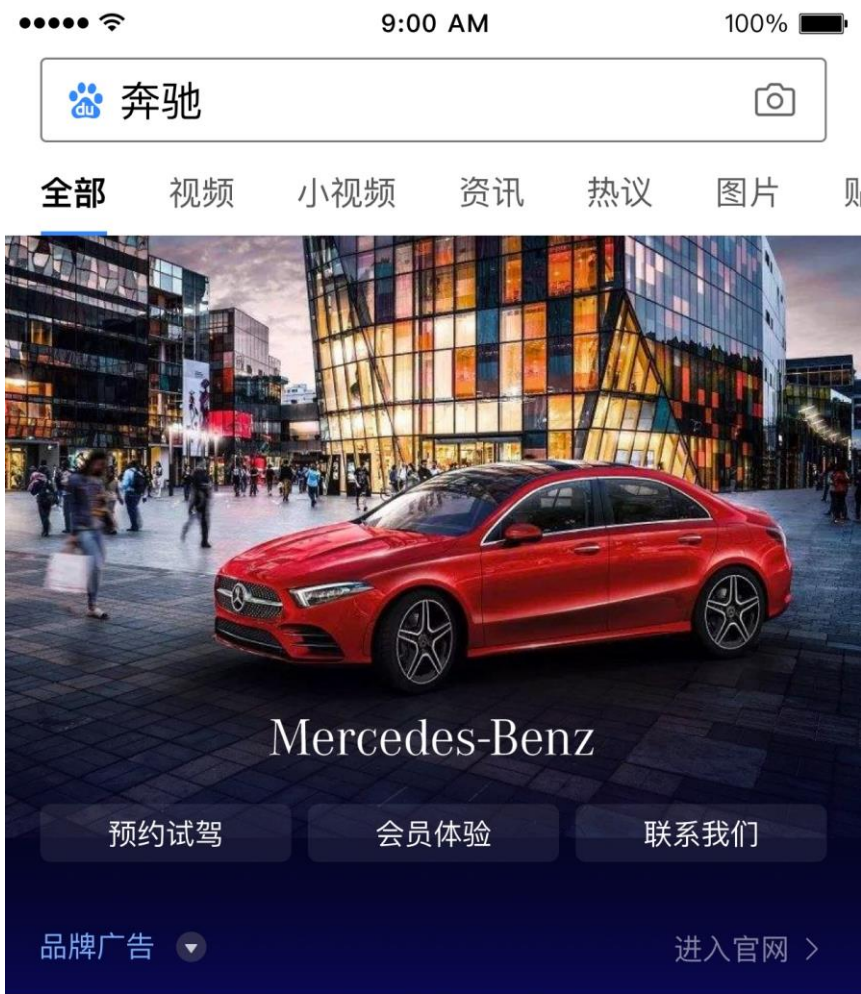 9:00 AM 100%
du 奔驰
全部 视频 小视频 资讯 热议 图片
Mercedes-Benz
预约试驾 会员体验 联系我们
品牌广告 进入官网